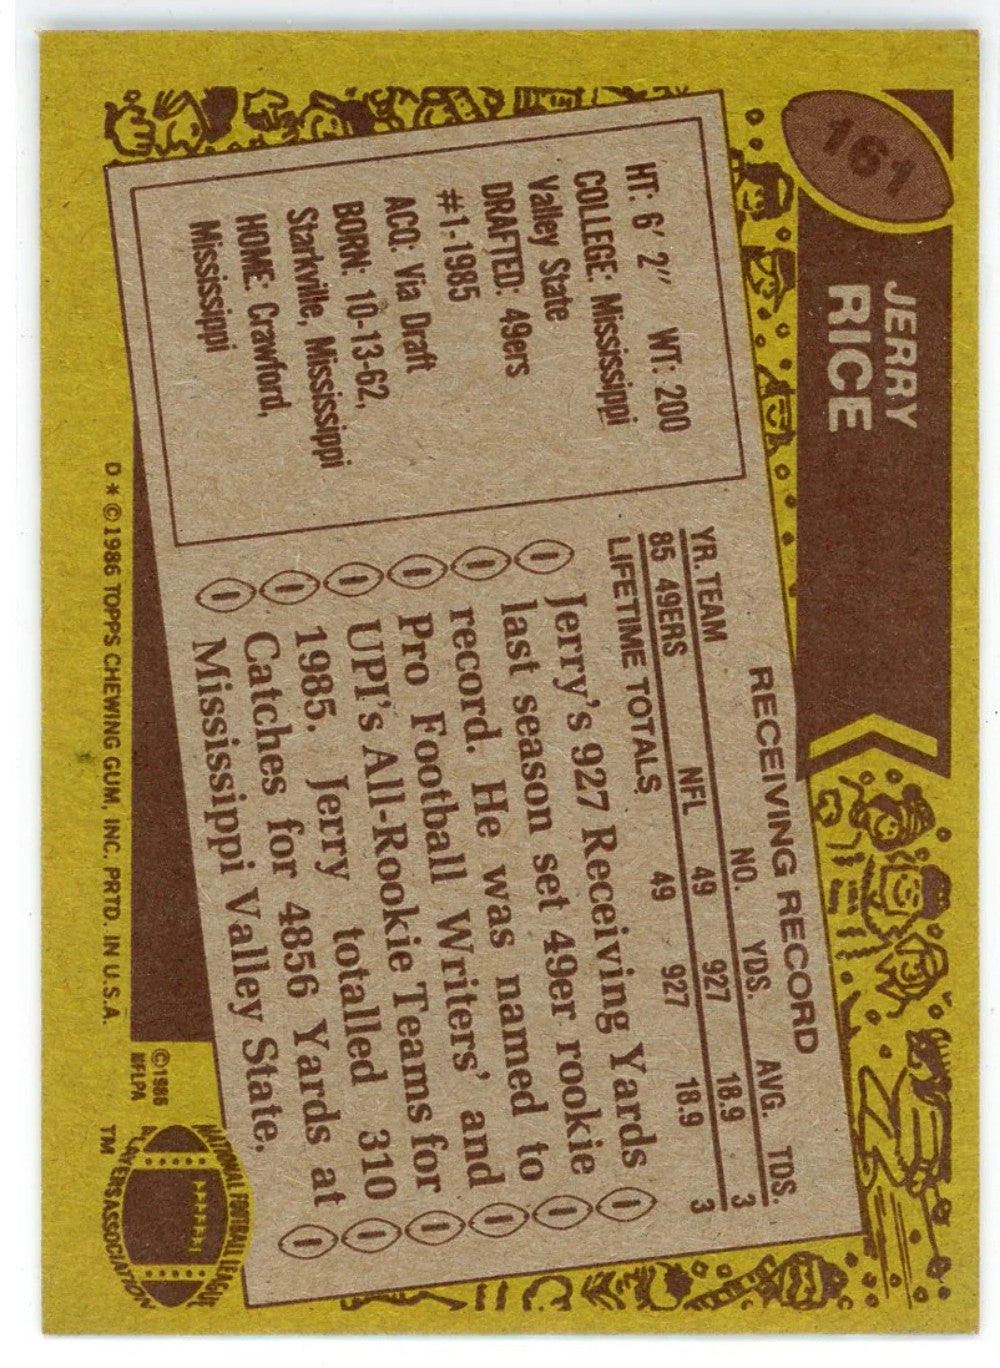 161
JERRY
RICE
HT: 6' 2" WT: 200
COLLEGE: Mississippi
Valley State
DRAFTED: 49ers
#1-1985
ACQ: Via Draft
BORN: 10-13-62,
Starkville, Mississippi
HOME: Crawford,
Mississippi
RECEIVING RECORD
NO. YDS. AVG. TDS.
YR. TEAM NFL 49 927 18.9 3
85 49ERS
LIFETIME TOTALS 49 927 18.9 3
Jerry's 927 Receiving Yards
last season set 49er rookie
record. He was named to
Pro Football Writers' and
UPI's All-Rookie Teams for
1985. Jerry totalled 310
Catches for 4856 Yards at
Mississippi Valley State.
D * © 1986 TOPPS CHEWING GUM, INC. PRTD. IN U.S.A.
© 1986
NFLPA
NATIONAL FOOTBALL LEAGUE
PLAYERS ASSOCIATION
TM